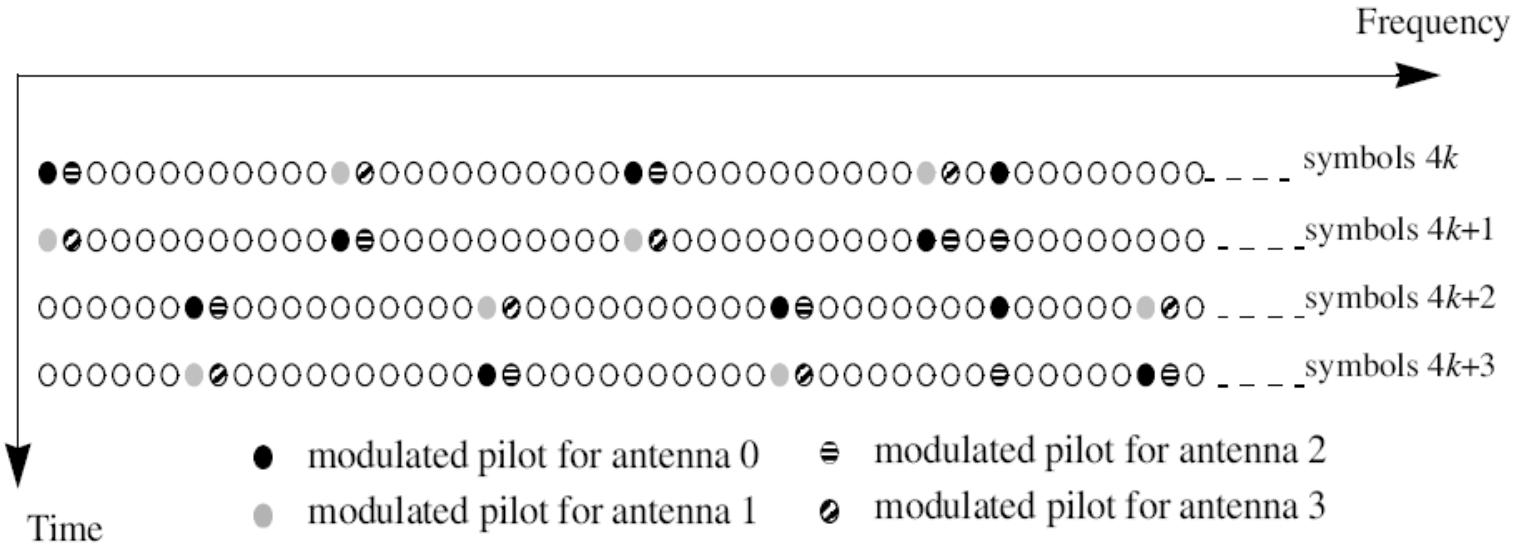 Frequency
symbols 4k
symbols 4k+1
symbols 4k+2
symbols 4k+3
modulated pilot for antenna 0
modulated pilot for antenna 2
modulated pilot for antenna 1
modulated pilot for antenna 3
Time